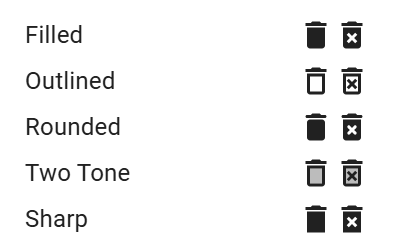 Filled
Outlined
Rounded
Two Tone
Sharp